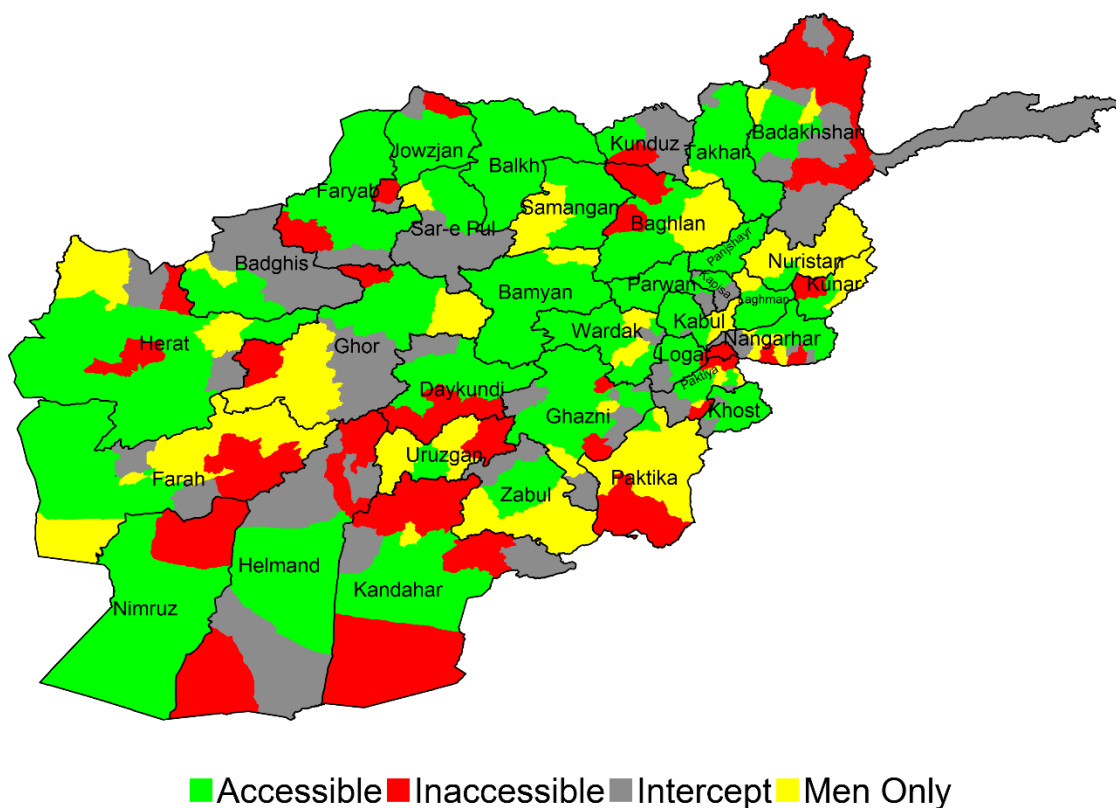 Badakhshan
Kunduz
Takhar
Jowzjan
Balkh
Faryab
Samangan
Sar-e Pul
Baghlan
Panjshayr
Badghis
Nuristan
Kapisa
Kunar
Parwan
Bamyan
Laghman
Kabul
Wardak
Nangarhar
Herat
Ghor
Logar
Paktiya
Daykundi
Khost
Ghazni
Uruzgan
Farah
Paktika
Zabul
Helmand
Kandahar
Nimruz
Accessible Inaccessible Intercept Men Only